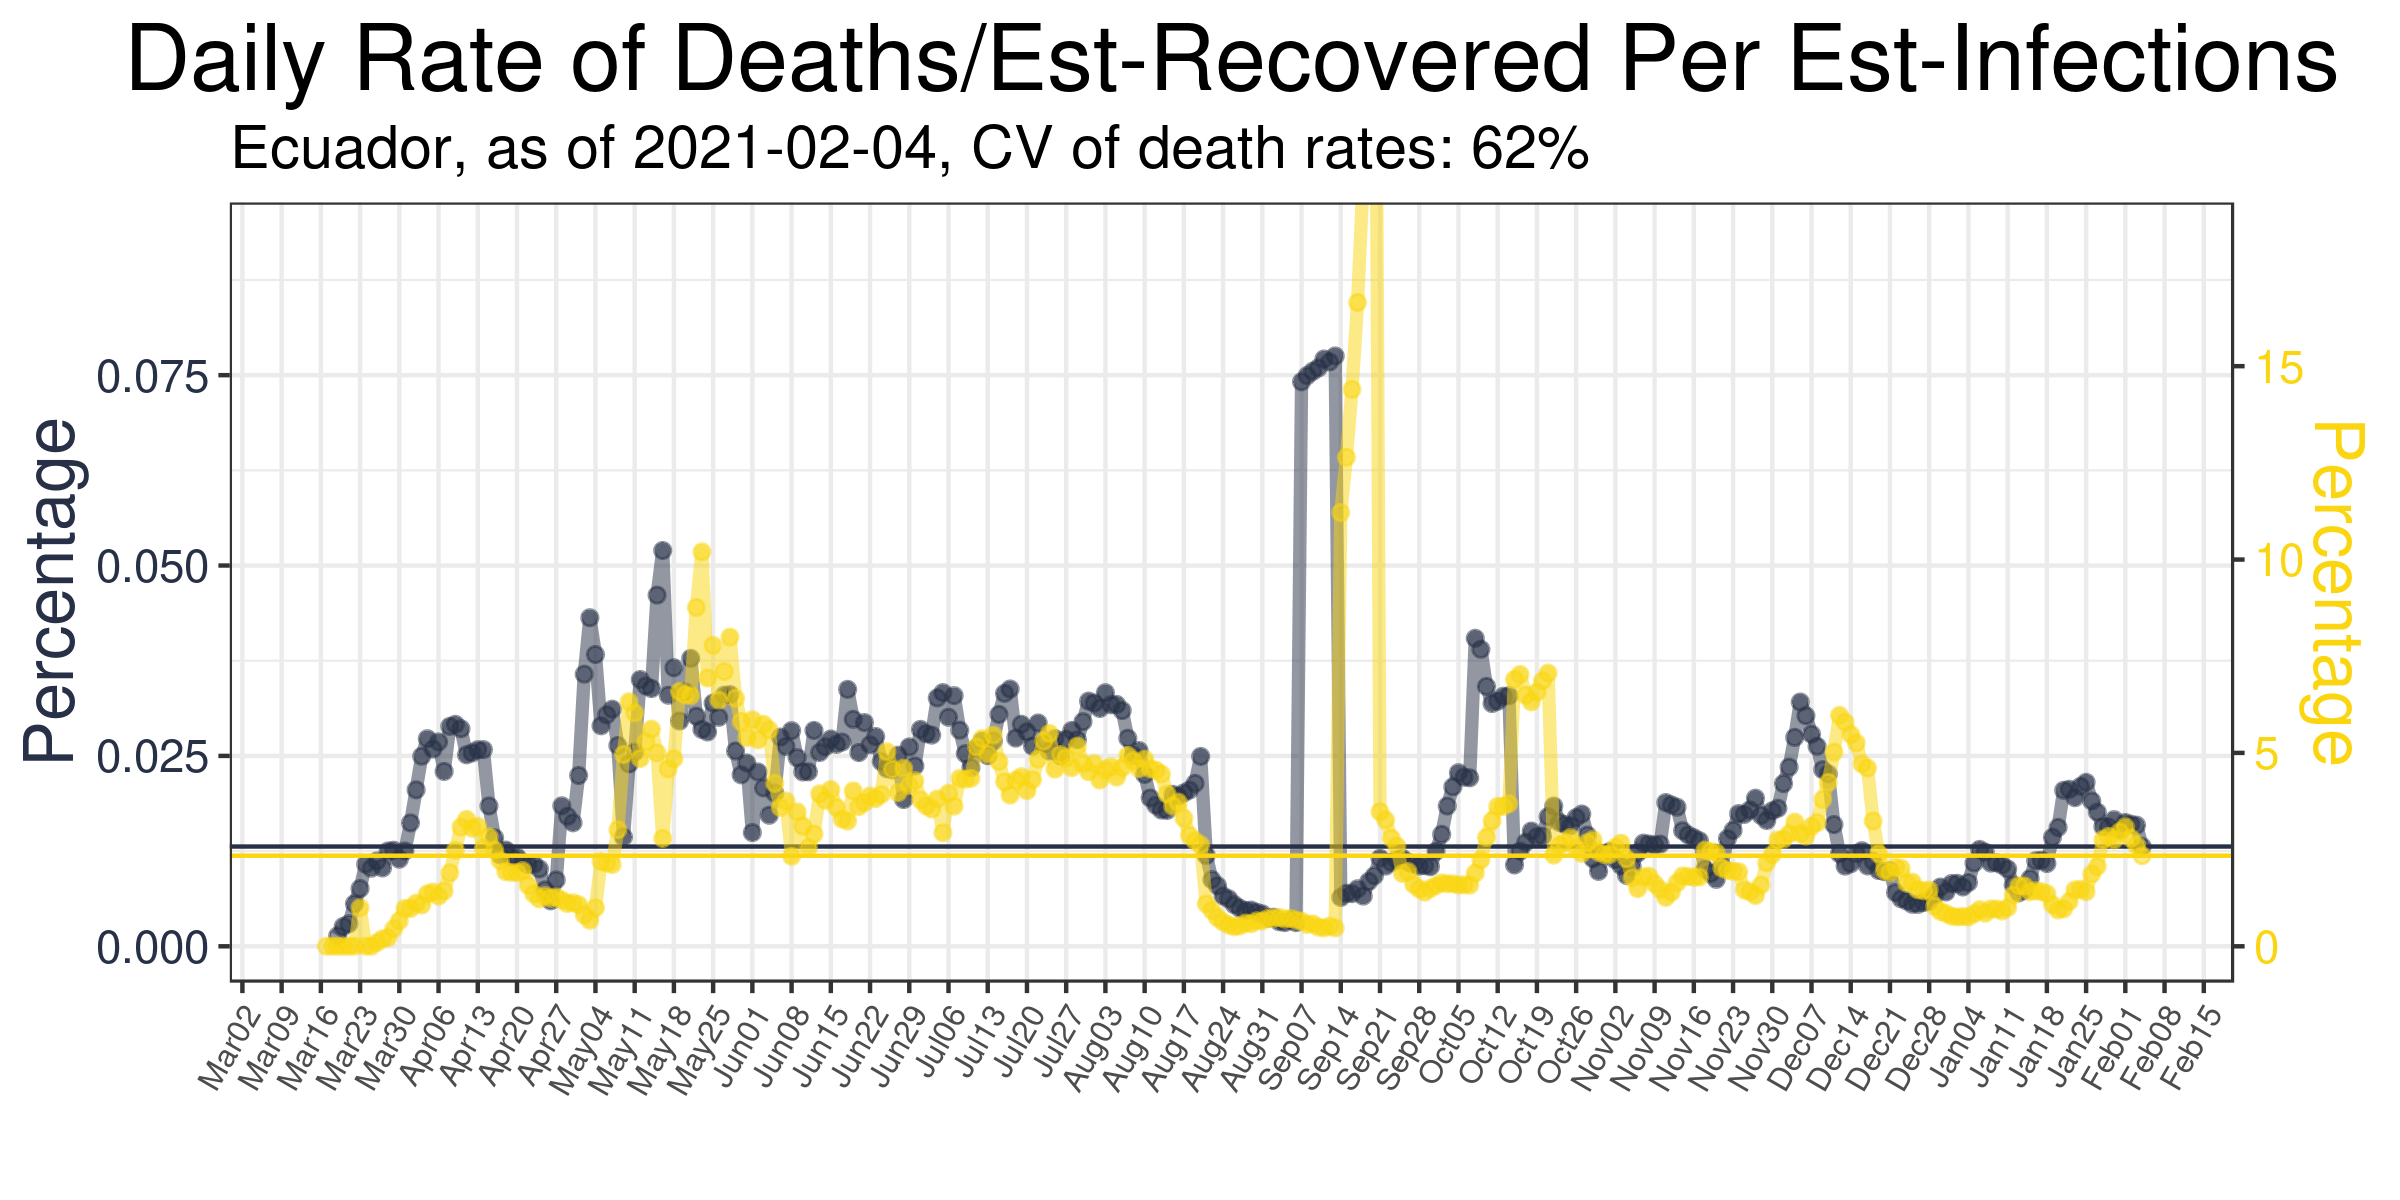 Daily Rate of Deaths/Est-Recovered Per Est-Infections
Ecuador, as of 2021-02-04, CV of death rates: 62%
Percentage
0.075
0.050
0.025
0.000
15
10
5
0
Percentage
Mar02
Mar09
Mar16
Mar23
Mar30
Apr06
Apr13
Apr20
Apr27
May04
May11
May18
May25
Jun01
Jun08
Jun15
Jun22
Jun29
Jul06
Jul13
Jul20
Jul27
Aug03
Aug10
Aug17
Aug24
Aug31
Sep07
Sep14
Sep21
Sep28
Oct05
Oct12
Oct19
Oct26
Nov02
Nov09
Nov16
Nov23
Nov30
Dec07
Dec14
Dec21
Dec28
Jan04
Jan11
Jan18
Jan25
Feb01
Feb08
Feb15